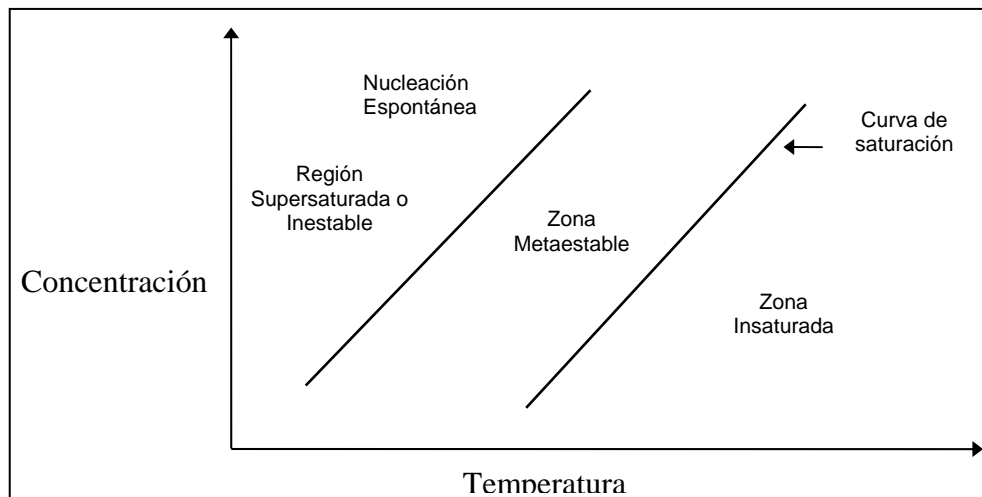 Nucleación
Espontánea
Curva de
saturación
Región
Supersaturada o
Inestable
Zona
Metaestable
Concentración
Zona
Insaturada
Temperatura